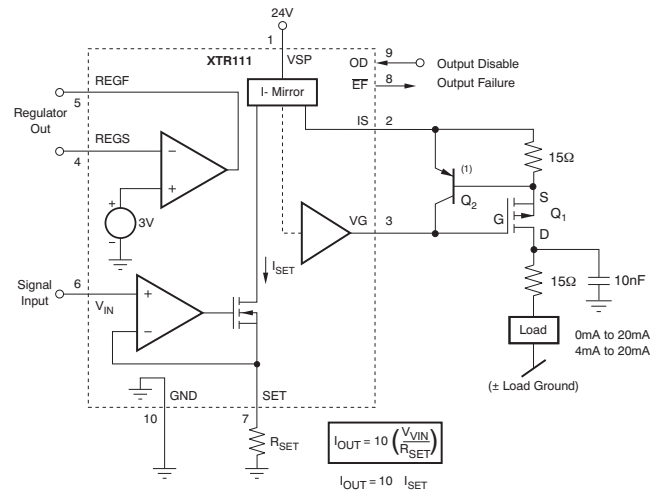 24V
1
VSP
XTR111
OD
9
Output Disable
EF
8
Output Failure
I- Mirror
REGF
5
Regulator
Out
REGS
4
IS
2
15Ω
(1)
Q2
S
Q1
G
D
3V
VG
3
ISET
15Ω
10nF
Signal
Input
6
VIN
Load
0mA to 20mA
4mA to 20mA
(± Load Ground)
GND
10
SET
7
RSET
IOUT = 10 (VVIN
RSET)
IOUT = 10 ISET